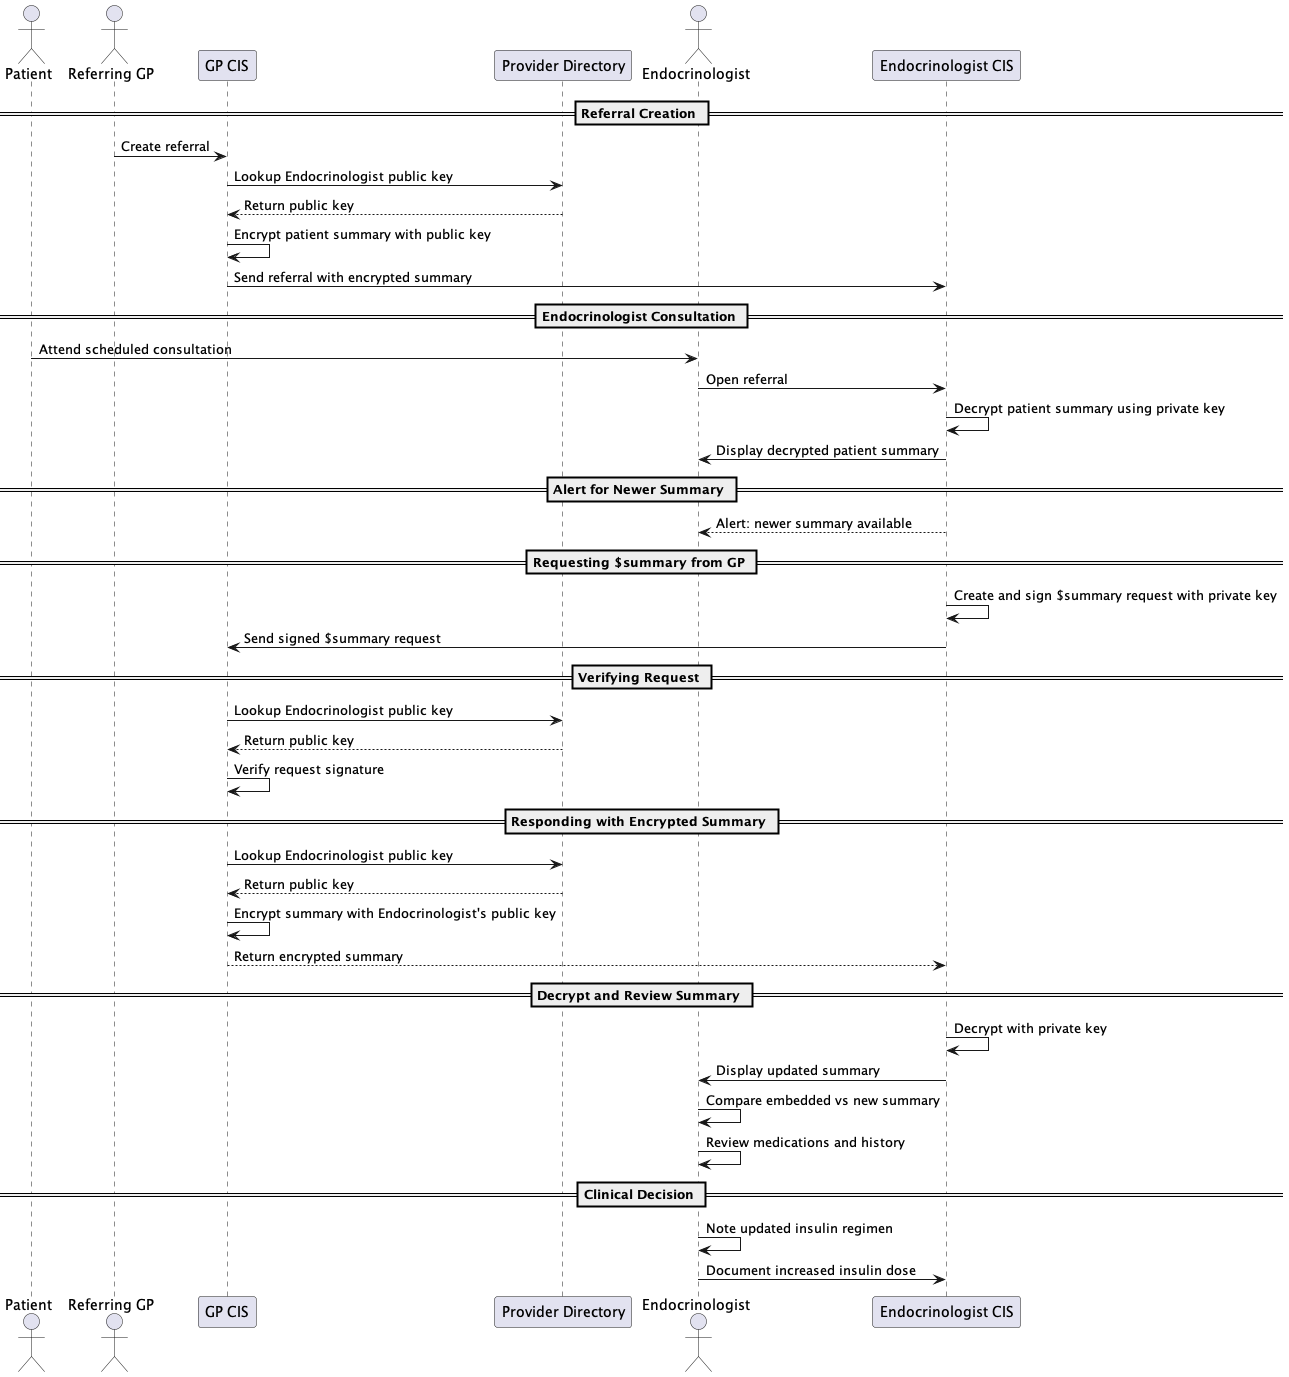 Patient
Referring GP
GP CIS
Provider Directory
Endocrinologist
Endocrinologist CIS
Referral Creation
Create referral
Lookup Endocrinologist public key
Return public key
Encrypt patient summary with public key
Send referral with encrypted summary
Endocrinologist Consultation
Attend scheduled consultation
Open referral
Decrypt patient summary using private key
Display decrypted patient summary
Alert for Newer Summary
Alert: newer summary available
Requesting $summary from GP
Create and sign $summary request with private key
Send signed $summary request
Verifying Request
Lookup Endocrinologist public key
Return public key
Verify request signature
Responding with Encrypted Summary
Lookup Endocrinologist public key
Return public key
Encrypt summary with Endocrinologist's public key
Return encrypted summary
Decrypt and Review Summary
Decrypt with private key
Display updated summary
Compare embedded vs new summary
Review medications and history
Clinical Decision
Note updated insulin regimen
Document increased insulin dose
Patient
Referring GP
GP CIS
Provider Directory
Endocrinologist
Endocrinologist CIS